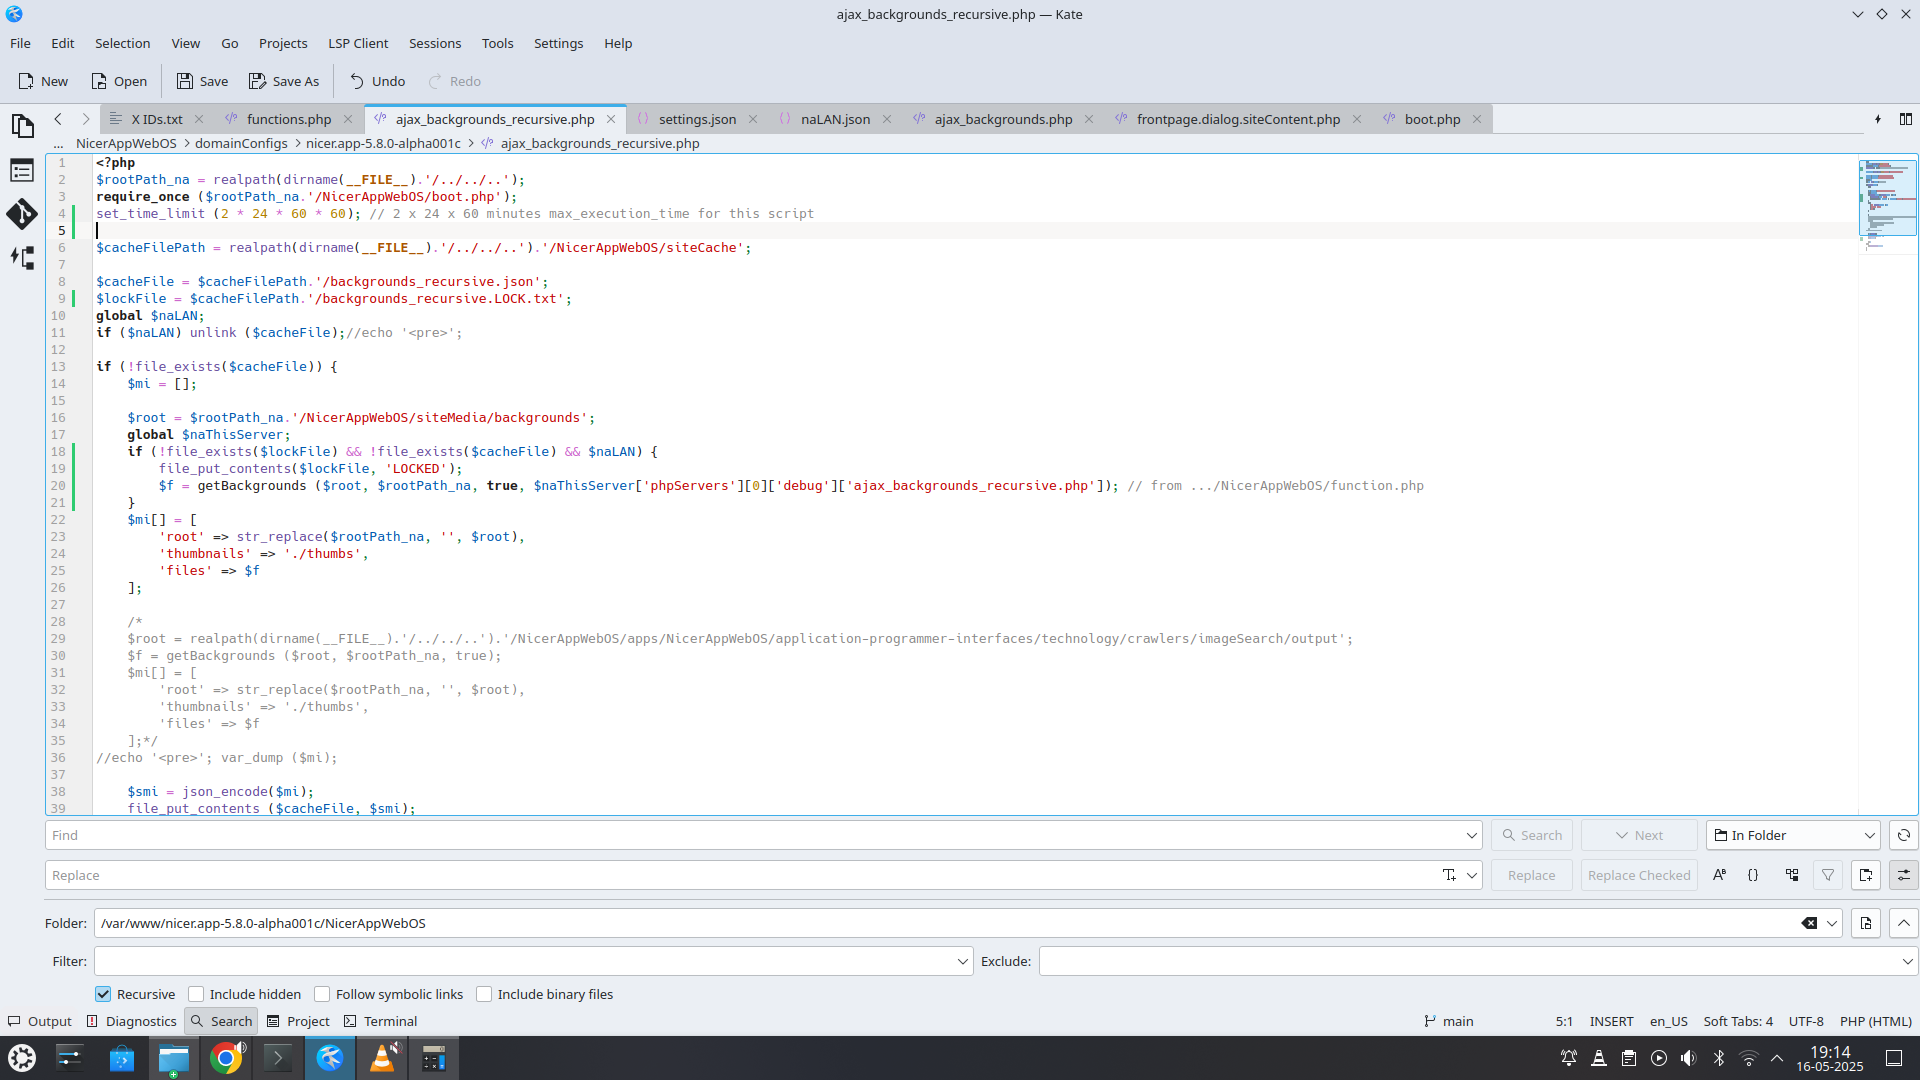 ajax_backgrounds_recursive.php — Kate
File Edit Selection View Go Projects LSP Client Sessions Tools Settings Help
New Open Save Save As Undo Redo
X IDs.txt functions.php ajax_backgrounds_recursive.php settings.json naLAN.json ajax_backgrounds.php frontpage.dialog.siteContent.php boot.php
... NicerAppWebOS > domainConfigs > nicer.app-5.8.0-alpha001c > ajax_backgrounds_recursive.php
1 <?php
2 $rootPath_na = realpath(dirname(__FILE__).'/../../..');
3 require_once ($rootPath_na.'/NicerAppWebOS/boot.php');
4 set_time_limit (2 * 24 * 60 * 60); // 2 x 24 x 60 minutes max_execution_time for this script
5
6 $cacheFilePath = realpath(dirname(__FILE__).'/../../..').'/NicerAppWebOS/siteCache';
7
8 $cacheFile = $cacheFilePath.'/backgrounds_recursive.json';
9 $lockFile = $cacheFilePath.'/backgrounds_recursive.LOCK.txt';
10 global $naLAN;
11 if ($naLAN) unlink ($cacheFile);//echo '<pre>';
12
13 if (!file_exists($cacheFile)) {
14     $mi = [];
15
16     $root = $rootPath_na.'/NicerAppWebOS/siteMedia/backgrounds';
17     global $naThisServer;
18     if (!file_exists($lockFile) && !file_exists($cacheFile) && $naLAN) {
19         file_put_contents($lockFile, 'LOCKED');
20         $f = getBackgrounds ($root, $rootPath_na, true, $naThisServer['phpServers'][0]['debug']['ajax_backgrounds_recursive.php']); // from .../NicerAppWebOS/function.php
21     }
22     $mi[] = [
23         'root' => str_replace($rootPath_na, '', $root),
24         'thumbnails' => './thumbs',
25         'files' => $f
26     ];
27
28     /*
29     $root = realpath(dirname(__FILE__).'/../../..').'/NicerAppWebOS/apps/NicerAppWebOS/application-programmer-interfaces/technology/crawlers/imageSearch/output';
30     $f = getBackgrounds ($root, $rootPath_na, true);
31     $mi[] = [
32         'root' => str_replace($rootPath_na, '', $root),
33         'thumbnails' => './thumbs',
34         'files' => $f
35     ];*/
36 //echo '<pre>'; var_dump ($mi);
37
38     $smi = json_encode($mi);
39     file_put_contents ($cacheFile, $smi);
Find Search Next In Folder
Replace Replace Replace Checked
Folder: /var/www/nicer.app-5.8.0-alpha001c/NicerAppWebOS
Filter: Exclude:
Recursive Include hidden Follow symbolic links Include binary files
Output Diagnostics Search Project Terminal main 5:1 INSERT en_US Soft Tabs: 4 UTF-8 PHP (HTML)
19:14
16-05-2025